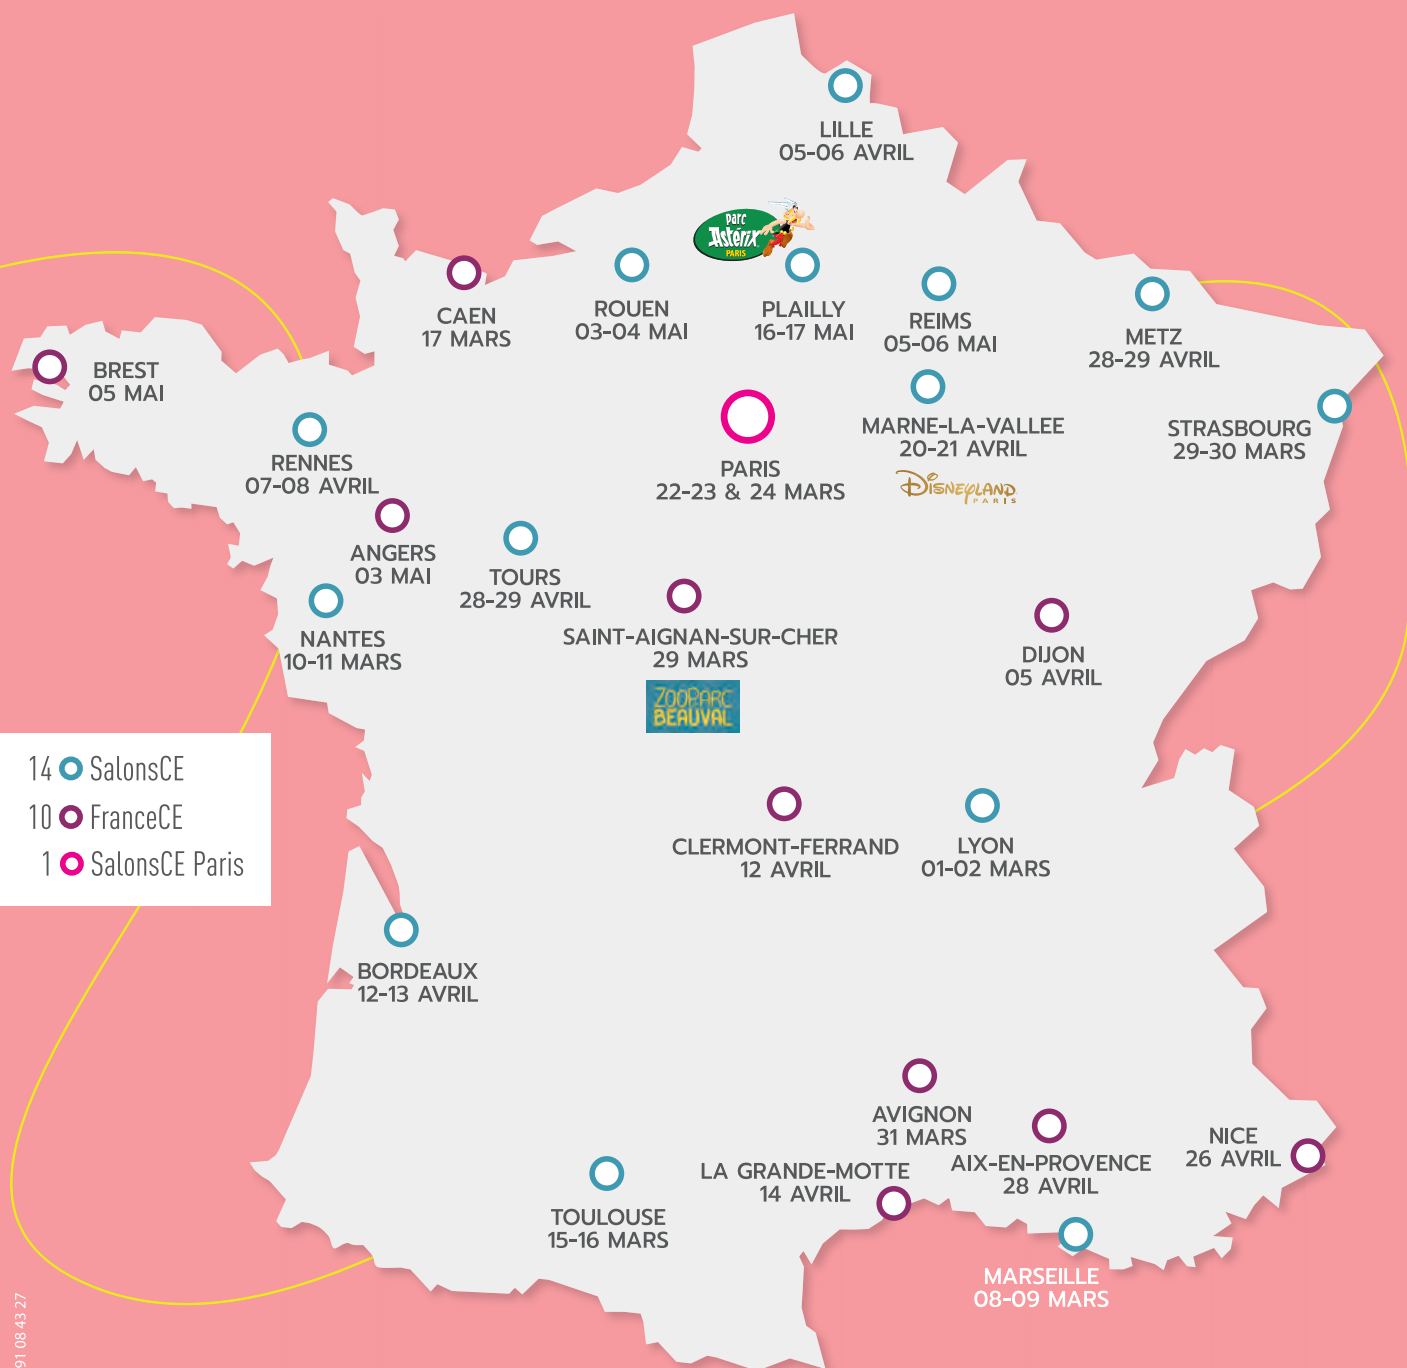 LILLE
05-06 AVRIL
parc
Astérix
PARIS
CAEN
17 MARS
ROUEN
03-04 MAI
PLAILLY
16-17 MAI
REIMS
05-06 MAI
METZ
28-29 AVRIL
BREST
05 MAI
RENNES
07-08 AVRIL
PARIS
22-23 & 24 MARS
MARNE-LA-VALLEE
20-21 AVRIL
DISNEYLAND
PARIS
STRASBOURG
29-30 MARS
ANGERS
03 MAI
TOURS
28-29 AVRIL
NANTES
10-11 MARS
SAINT-AIGNAN-SUR-CHER
29 MARS
ZOOPARC
BEAUVAL
DIJON
05 AVRIL
14 SalonsCE
10 FranceCE
1 SalonsCE Paris
CLERMONT-FERRAND
12 AVRIL
LYON
01-02 MARS
BORDEAUX
12-13 AVRIL
AVIGNON
31 MARS
LA GRANDE-MOTTE
14 AVRIL
AIX-EN-PROVENCE
28 AVRIL
NICE
26 AVRIL
TOULOUSE
15-16 MARS
MARSEILLE
08-09 MARS
91 08 43 27